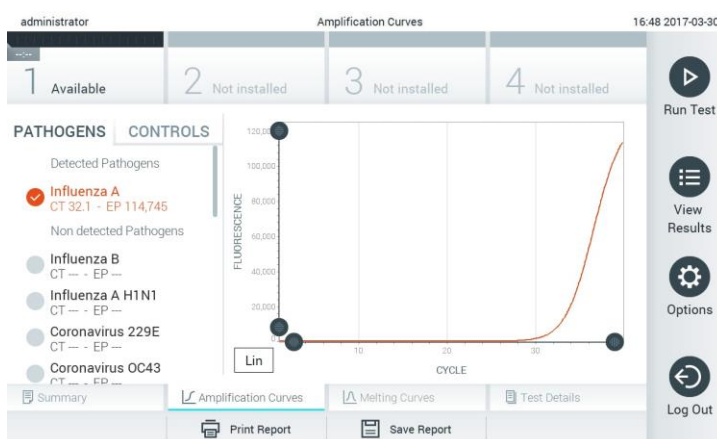 administrator
Amplification Curves
16:48 2017-03-30
--:--
1 Available
2 Not installed
3 Not installed
4 Not installed
Run Test
PATHOGENS
CONTROLS
Detected Pathogens
Influenza A
CT 32.1 - EP 114,745
Non detected Pathogens
Influenza B
CT — - EP —
Influenza A H1N1
CT — - EP —
Coronavirus 229E
CT — - EP —
Coronavirus OC43
CT — - EP —
FLUORESCENCE
120,000
100,000
80,000
60,000
40,000
20,000
0
10
20
30
CYCLE
Lin
View
Results
Options
Log Out
Summary
Amplification Curves
Melting Curves
Test Details
Print Report
Save Report